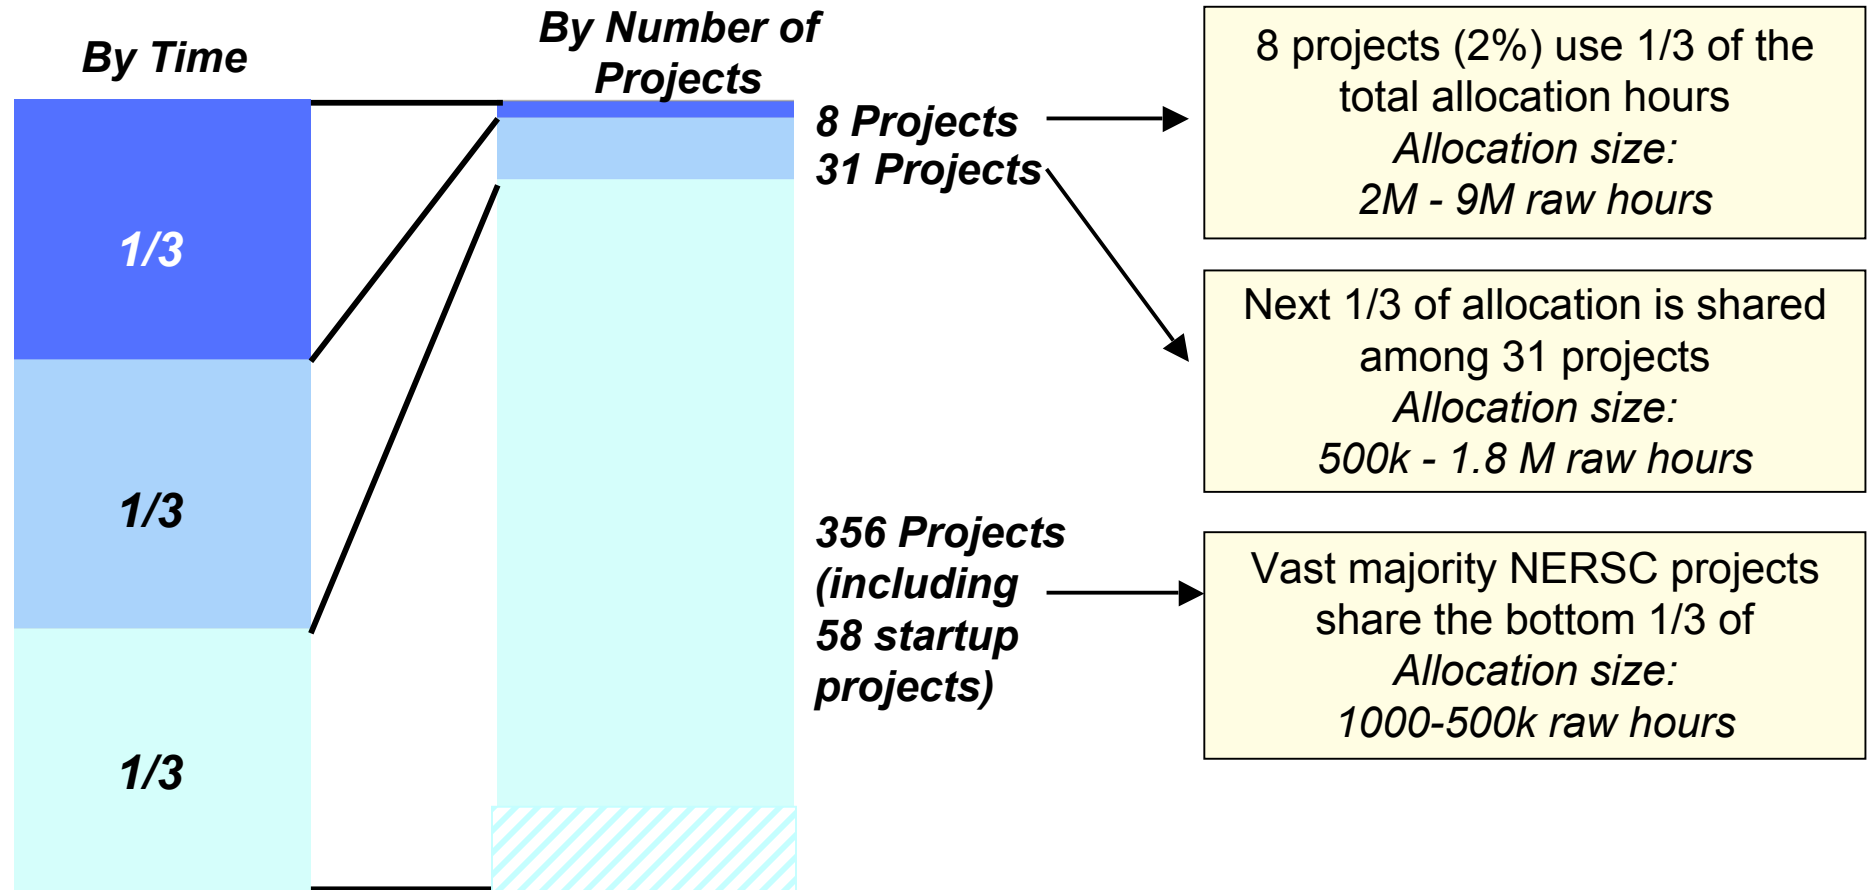 By Time
By Number of
Projects
1/3
1/3
1/3
8 Projects
31 Projects
356 Projects
(including
58 startup
projects)
8 projects (2%) use 1/3 of the
total allocation hours
Allocation size:
2M - 9M raw hours
Next 1/3 of allocation is shared
among 31 projects
Allocation size:
500k - 1.8 M raw hours
Vast majority NERSC projects
share the bottom 1/3 of
Allocation size:
1000-500k raw hours